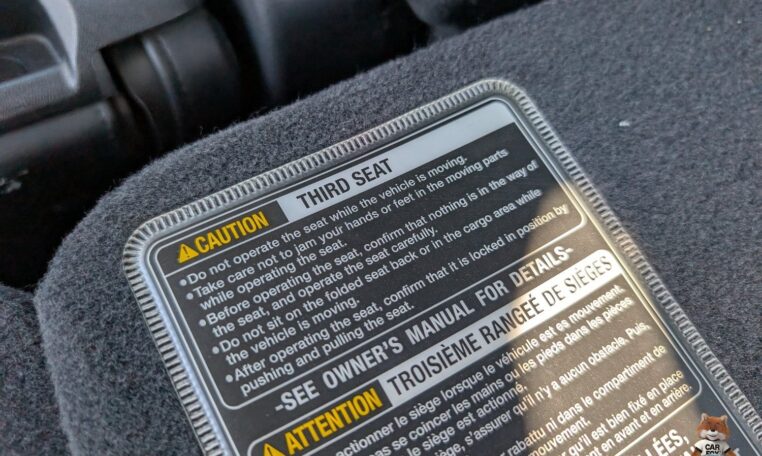 CAUTION THIRD SEAT
•Do not operate the seat while the vehicle is moving.
•Take care not to jam your hands or feet in the moving parts
while operating the seat.
•Before operating the seat, confirm that nothing is in the way of
the seat, and operate the seat carefully.
•Do not sit on the folded seat back or in the cargo area while
the vehicle is moving.
•After operating the seat, confirm that it is locked in position by
pushing and pulling the seat.
-SEE OWNER'S MANUAL FOR DETAILS-
ATTENTION TROISIÈME RANGEÉ DE SIÈGES
actionner le siège lorsque le véhicule est es mouvement.
pas se coincer les mains ou les pieds dans les pièces
le siège est actionné.
le siège, s'assurer qu'il n'y a aucun obstacle. Puis,
rabattu ni dans le compartiment de
mouvement.
qu'il est bien fixé en place
en avant et en arrière.
CAR FOX